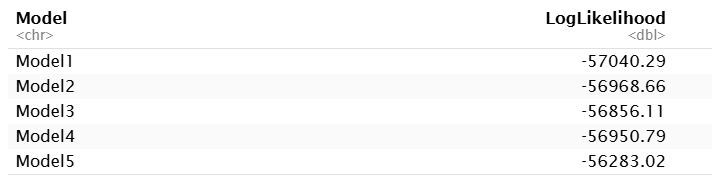 Model LogLikelihood
<chr> <dbl>
Model1 -57040.29
Model2 -56968.66
Model3 -56856.11
Model4 -56950.79
Model5 -56283.02